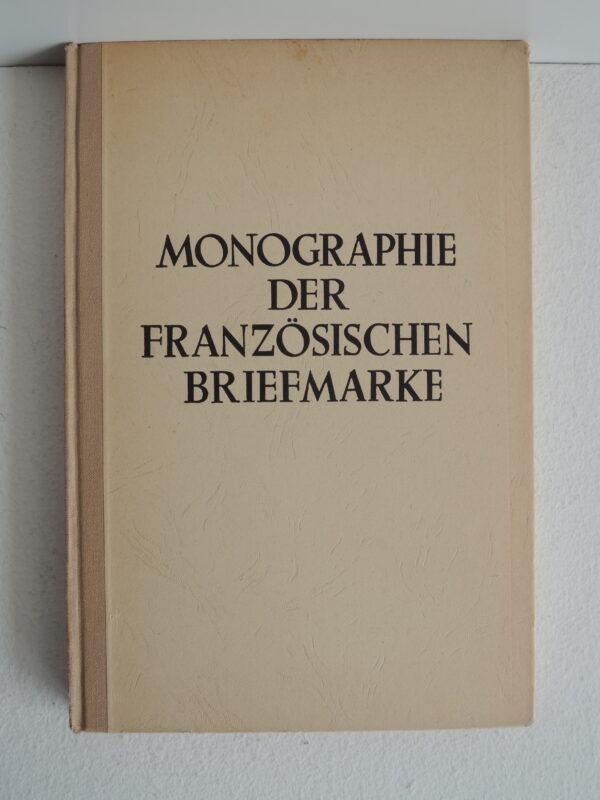 MONOGRAPHIE
DER
FRANZÖSISCHEN
BRIEFMARKE